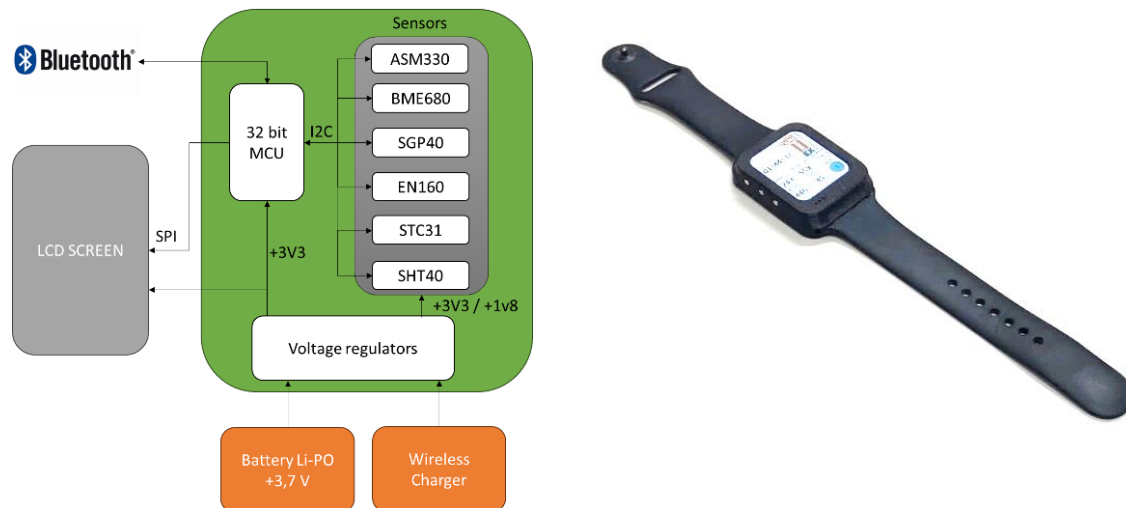 Sensors
Bluetooth®
ASM330
BME680
32 bit
MCU
I2C
SGP40
EN160
LCD SCREEN
SPI
STC31
+3V3
SHT40
+3V3 / +1v8
Voltage regulators
Battery Li-PO
+3,7 V
Wireless
Charger